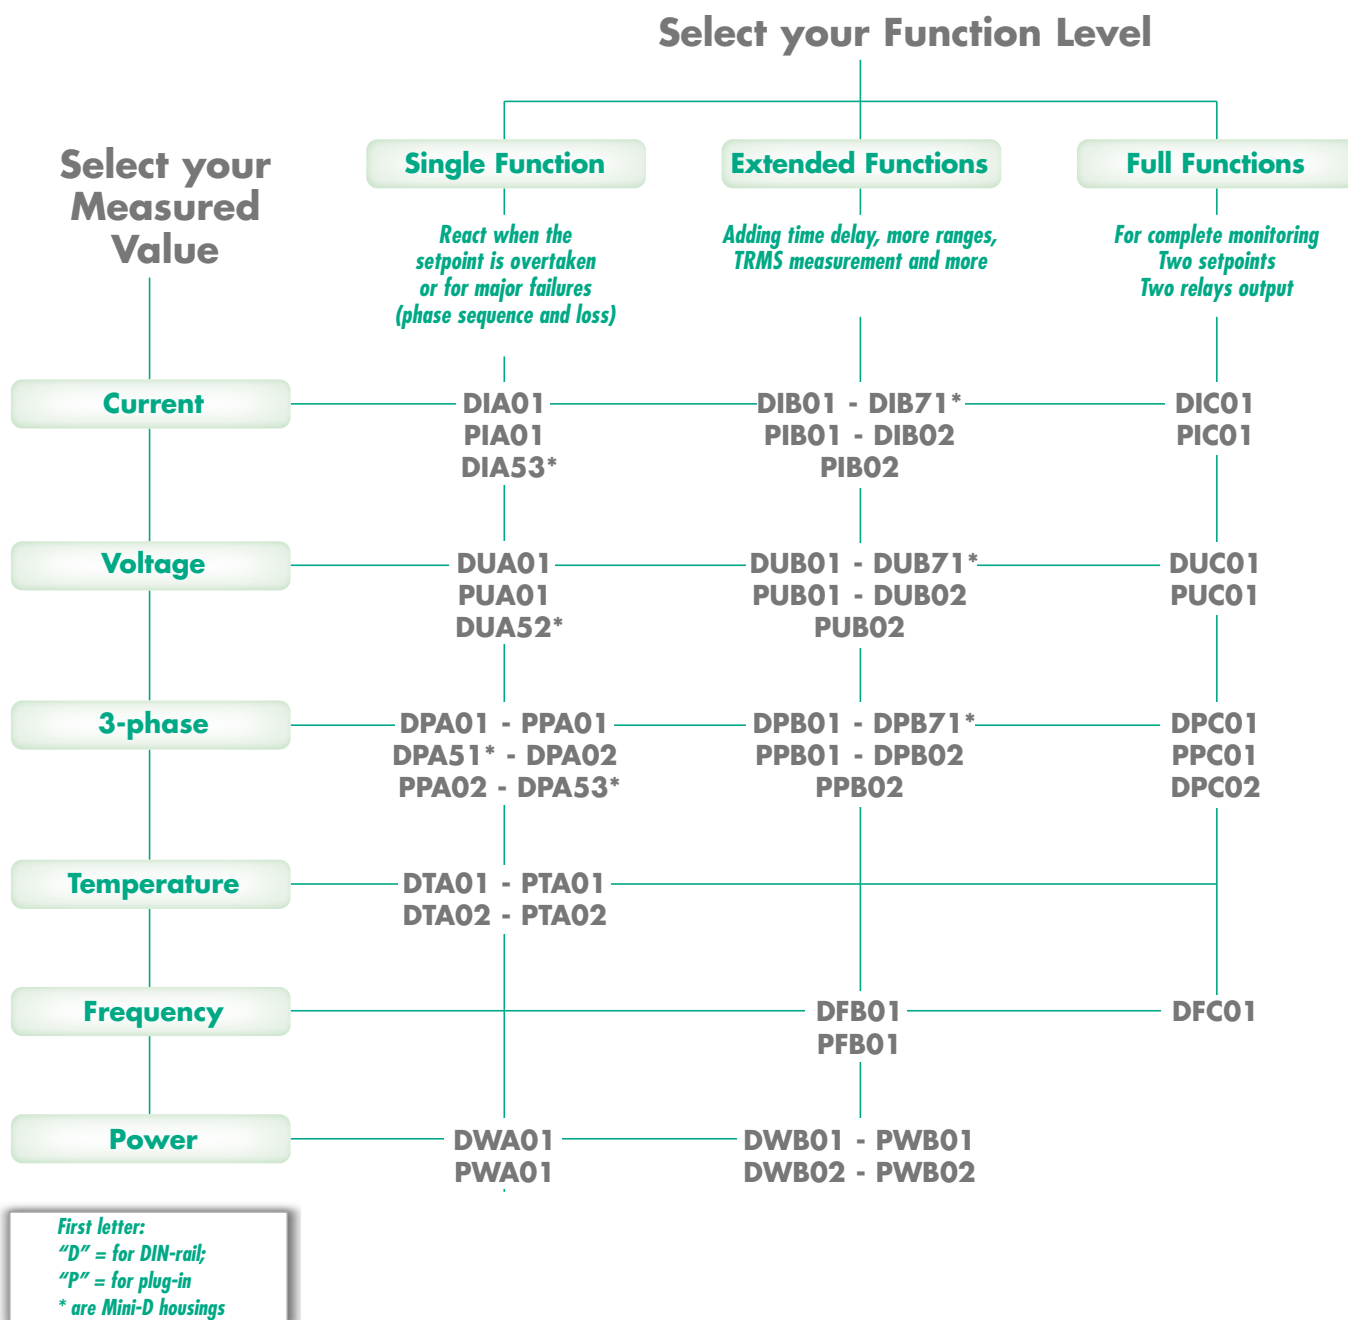 Select your Function Level
Select your
Measured
Value
Single Function
Extended Functions
Full Functions
React when the
setpoint is overtaken
or for major failures
(phase sequence and loss)
Adding time delay, more ranges,
TRMS measurement and more
For complete monitoring
Two setpoints
Two relays output
Current
DIA01
PIA01
DIA53*
DIB01 - DIB71*
PIB01 - DIB02
PIB02
DIC01
PIC01
Voltage
DUA01
PUA01
DUA52*
DUB01 - DUB71*
PUB01 - DUB02
PUB02
DUC01
PUC01
3-phase
DPA01 - PPA01
DPA51* - DPA02
PPA02 - DPA53*
DPB01 - DPB71*
PPB01 - DPB02
PPB02
DPC01
PPC01
DPC02
Temperature
DTA01 - PTA01
DTA02 - PTA02
Frequency
DFB01
PFB01
DFC01
Power
DWA01
PWA01
DWB01 - PWB01
DWB02 - PWB02
First letter:
“D” = for DIN-rail;
“P” = for plug-in
* are Mini-D housings